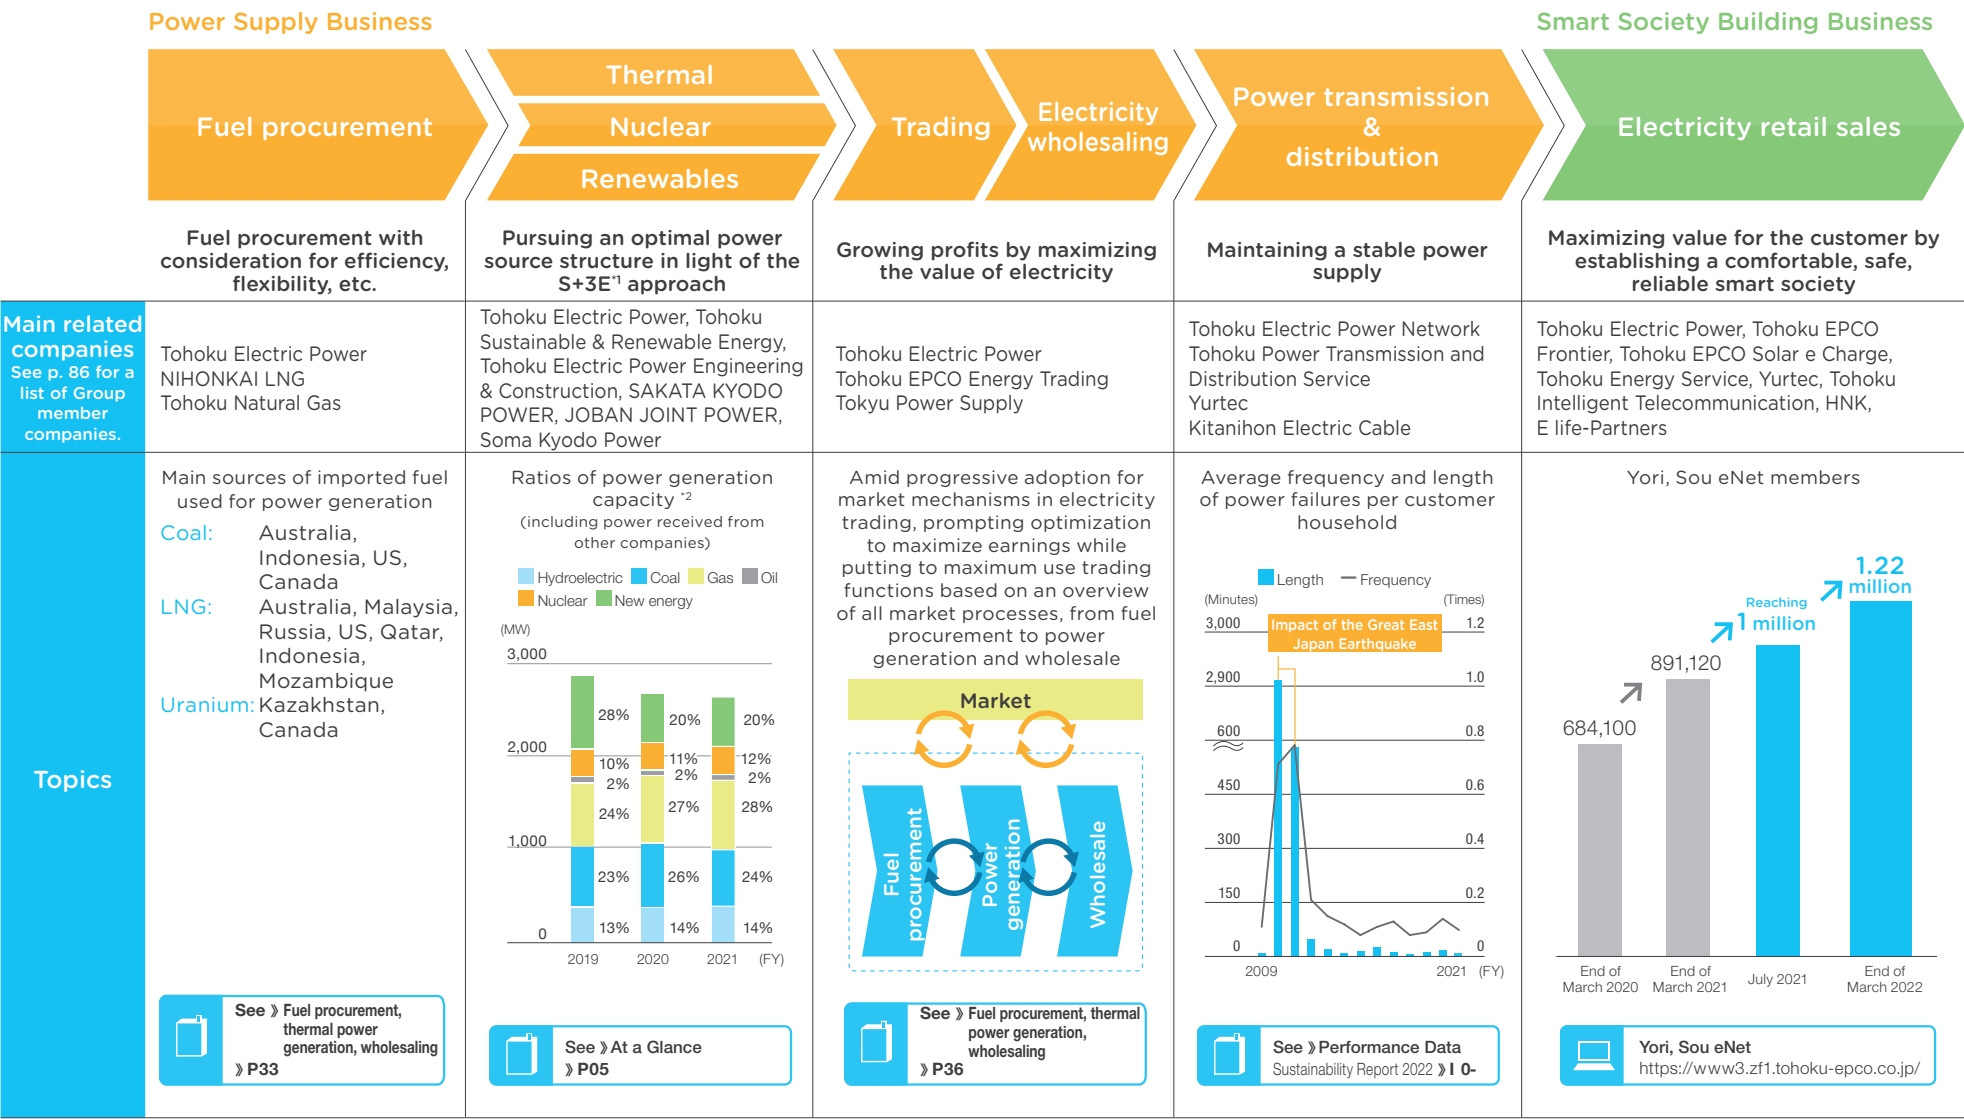 Power Supply Business
Smart Society Building Business
Fuel procurement
Thermal
Nuclear
Renewables
Trading
Electricity
wholesaling
Power transmission
&
distribution
Electricity retail sales
Fuel procurement with
consideration for efficiency,
flexibility, etc.
Pursuing an optimal power
source structure in light of the
S+3E*1 approach
Growing profits by maximizing
the value of electricity
Maintaining a stable power
supply
Maximizing value for the customer by
establishing a comfortable, safe,
reliable smart society
Main related
companies
See p. 86 for a
list of Group
member
companies.
Tohoku Electric Power
NIHONKAI LNG
Tohoku Natural Gas
Tohoku Electric Power, Tohoku
Sustainable & Renewable Energy,
Tohoku Electric Power Engineering
& Construction, SAKATA KYODO
POWER, JOBAN JOINT POWER,
Soma Kyodo Power
Tohoku Electric Power
Tohoku EPCO Energy Trading
Tokyu Power Supply
Tohoku Electric Power Network
Tohoku Power Transmission and
Distribution Service
Yurtec
Kitanihon Electric Cable
Tohoku Electric Power, Tohoku EPCO
Frontier, Tohoku EPCO Solar e Charge,
Tohoku Energy Service, Yurtec, Tohoku
Intelligent Telecommunication, HNK,
E life-Partners
Topics
Main sources of imported fuel
used for power generation
Coal: Australia,
Indonesia, US,
Canada
LNG: Australia, Malaysia,
Russia, US, Qatar,
Indonesia,
Mozambique
Uranium: Kazakhstan,
Canada
See 》 Fuel procurement,
thermal power
generation, wholesaling
》 P33
Ratios of power generation
capacity *2
(including power received from
other companies)
Hydroelectric Coal Gas Oil
Nuclear New energy
(MW)
3,000
2,000
1,000
0
28%
10%
2%
24%
23%
13%
20%
11%
2%
27%
26%
14%
20%
12%
2%
28%
24%
14%
2019 2020 2021 (FY)
See 》 At a Glance
》 P05
Amid progressive adoption for
market mechanisms in electricity
trading, prompting optimization
to maximize earnings while
putting to maximum use trading
functions based on an overview
of all market processes, from fuel
procurement to power
generation and wholesale
Market
Fuel
procurement
Power
generation
Wholesale
See 》 Fuel procurement, thermal
power generation,
wholesaling
》 P36
Average frequency and length
of power failures per customer
household
Length Frequency
(Minutes) (Times)
Impact of the Great East
Japan Earthquake
3,000 1.2
2,900 1.0
600 0.8
450 0.6
300 0.4
150 0.2
0 0
2009 2021 (FY)
See 》 Performance Data
Sustainability Report 2022 》 I 0-
Yori, Sou eNet members
684,100
891,120
Reaching
1 million
1.22
million
End of
March 2020
End of
March 2021
July 2021
End of
March 2022
Yori, Sou eNet
https://www3.zf1.tohoku-epco.co.jp/